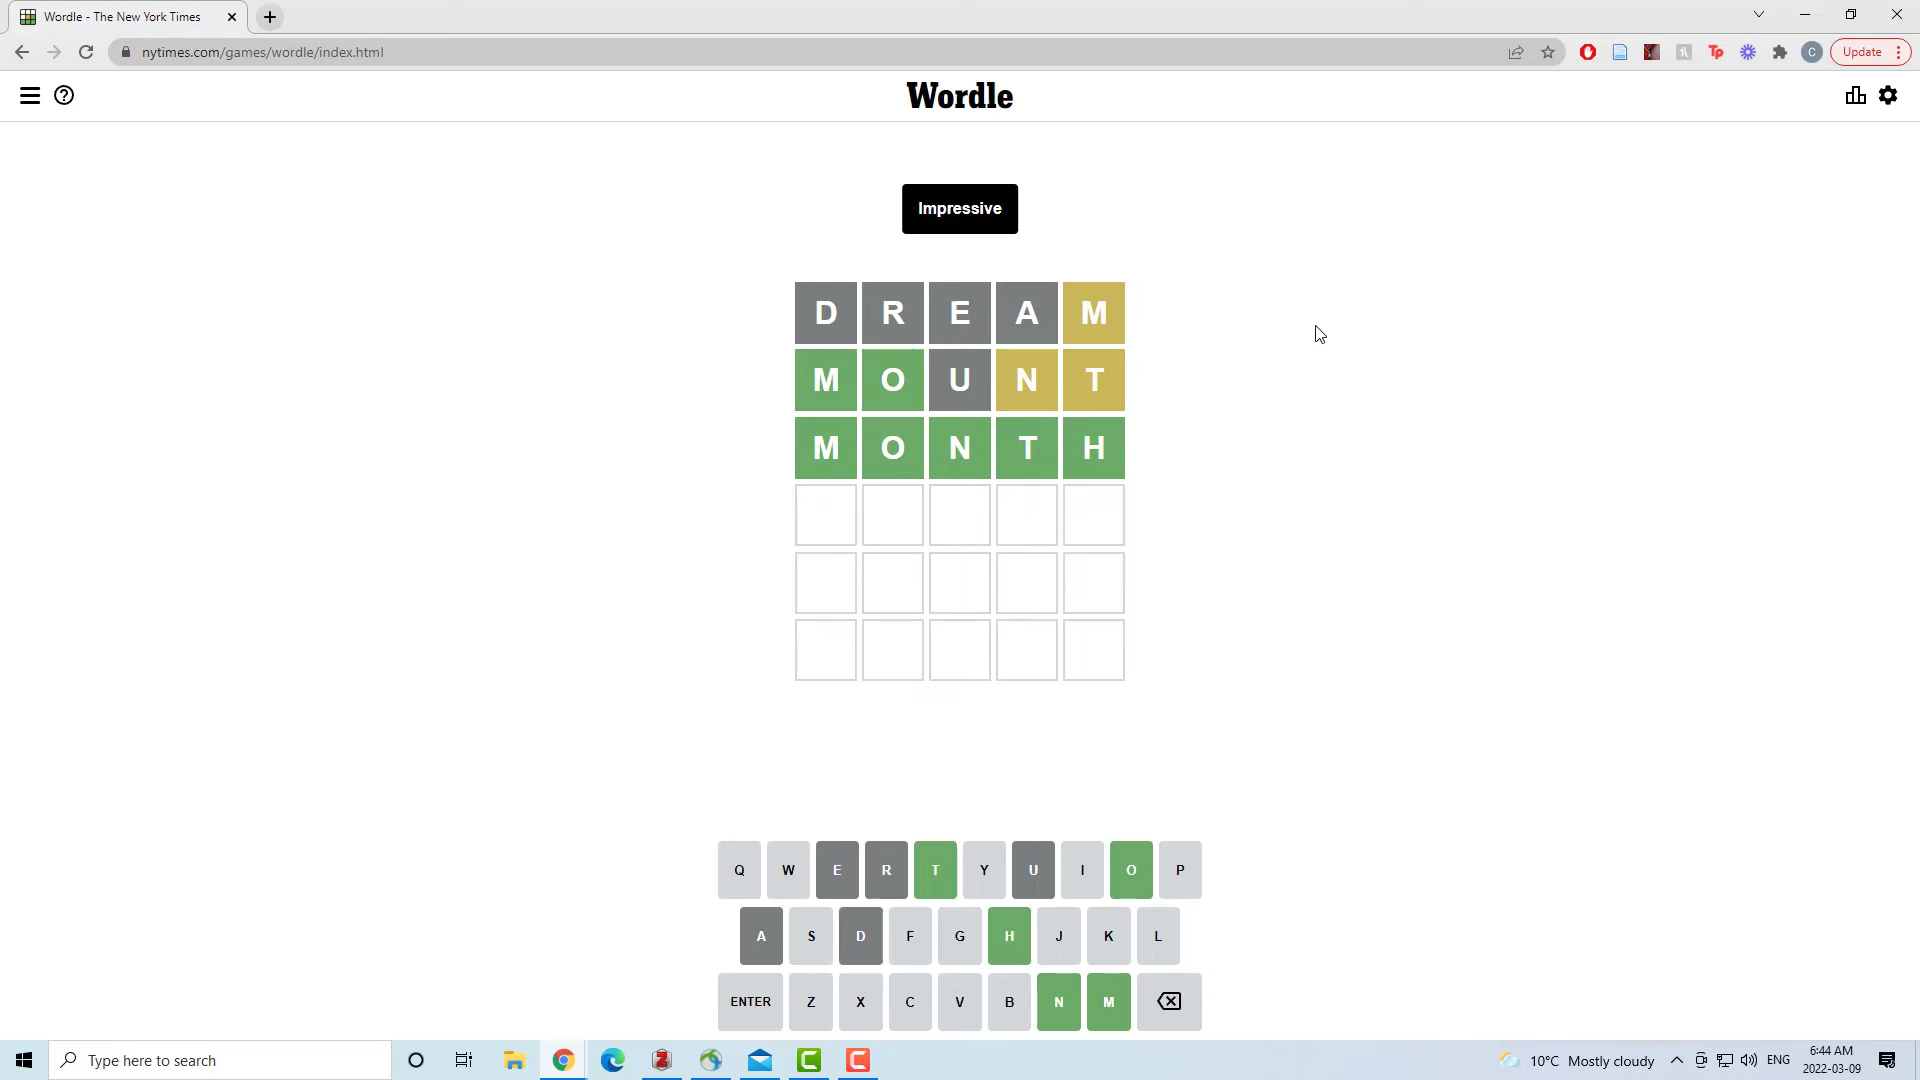 Wordle - The New York Times
nytimes.com/games/wordle/index.html
Tp
C
Update
Wordle
Impressive
D R E A M
M O U N T
M O N T H
Q W E R T Y U I O P
A S D F G H J K L
ENTER Z X C V B N M
Type here to search
10°C Mostly cloudy
ENG
6:44 AM
2022-03-09